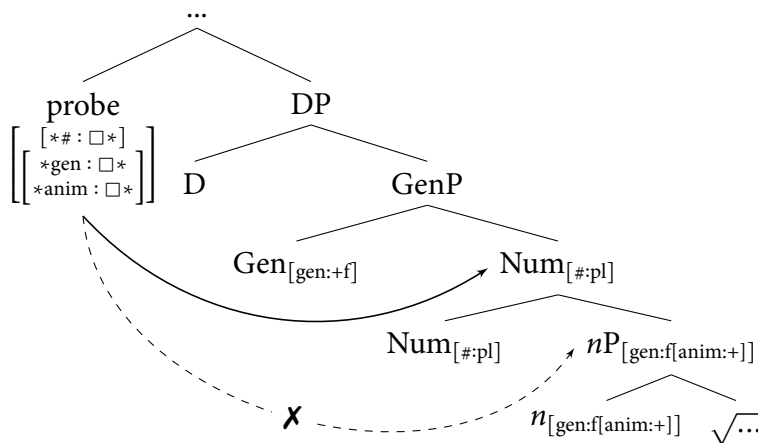 ...
probe
DP
[*# : □*]
*gen : □*
*anim : □*
D
GenP
Gen[gen:+f]
Num[#:pl]
Num[#:pl]
nP[gen:f[anim:+]]
✗
n[gen:f[anim:+]]
√...